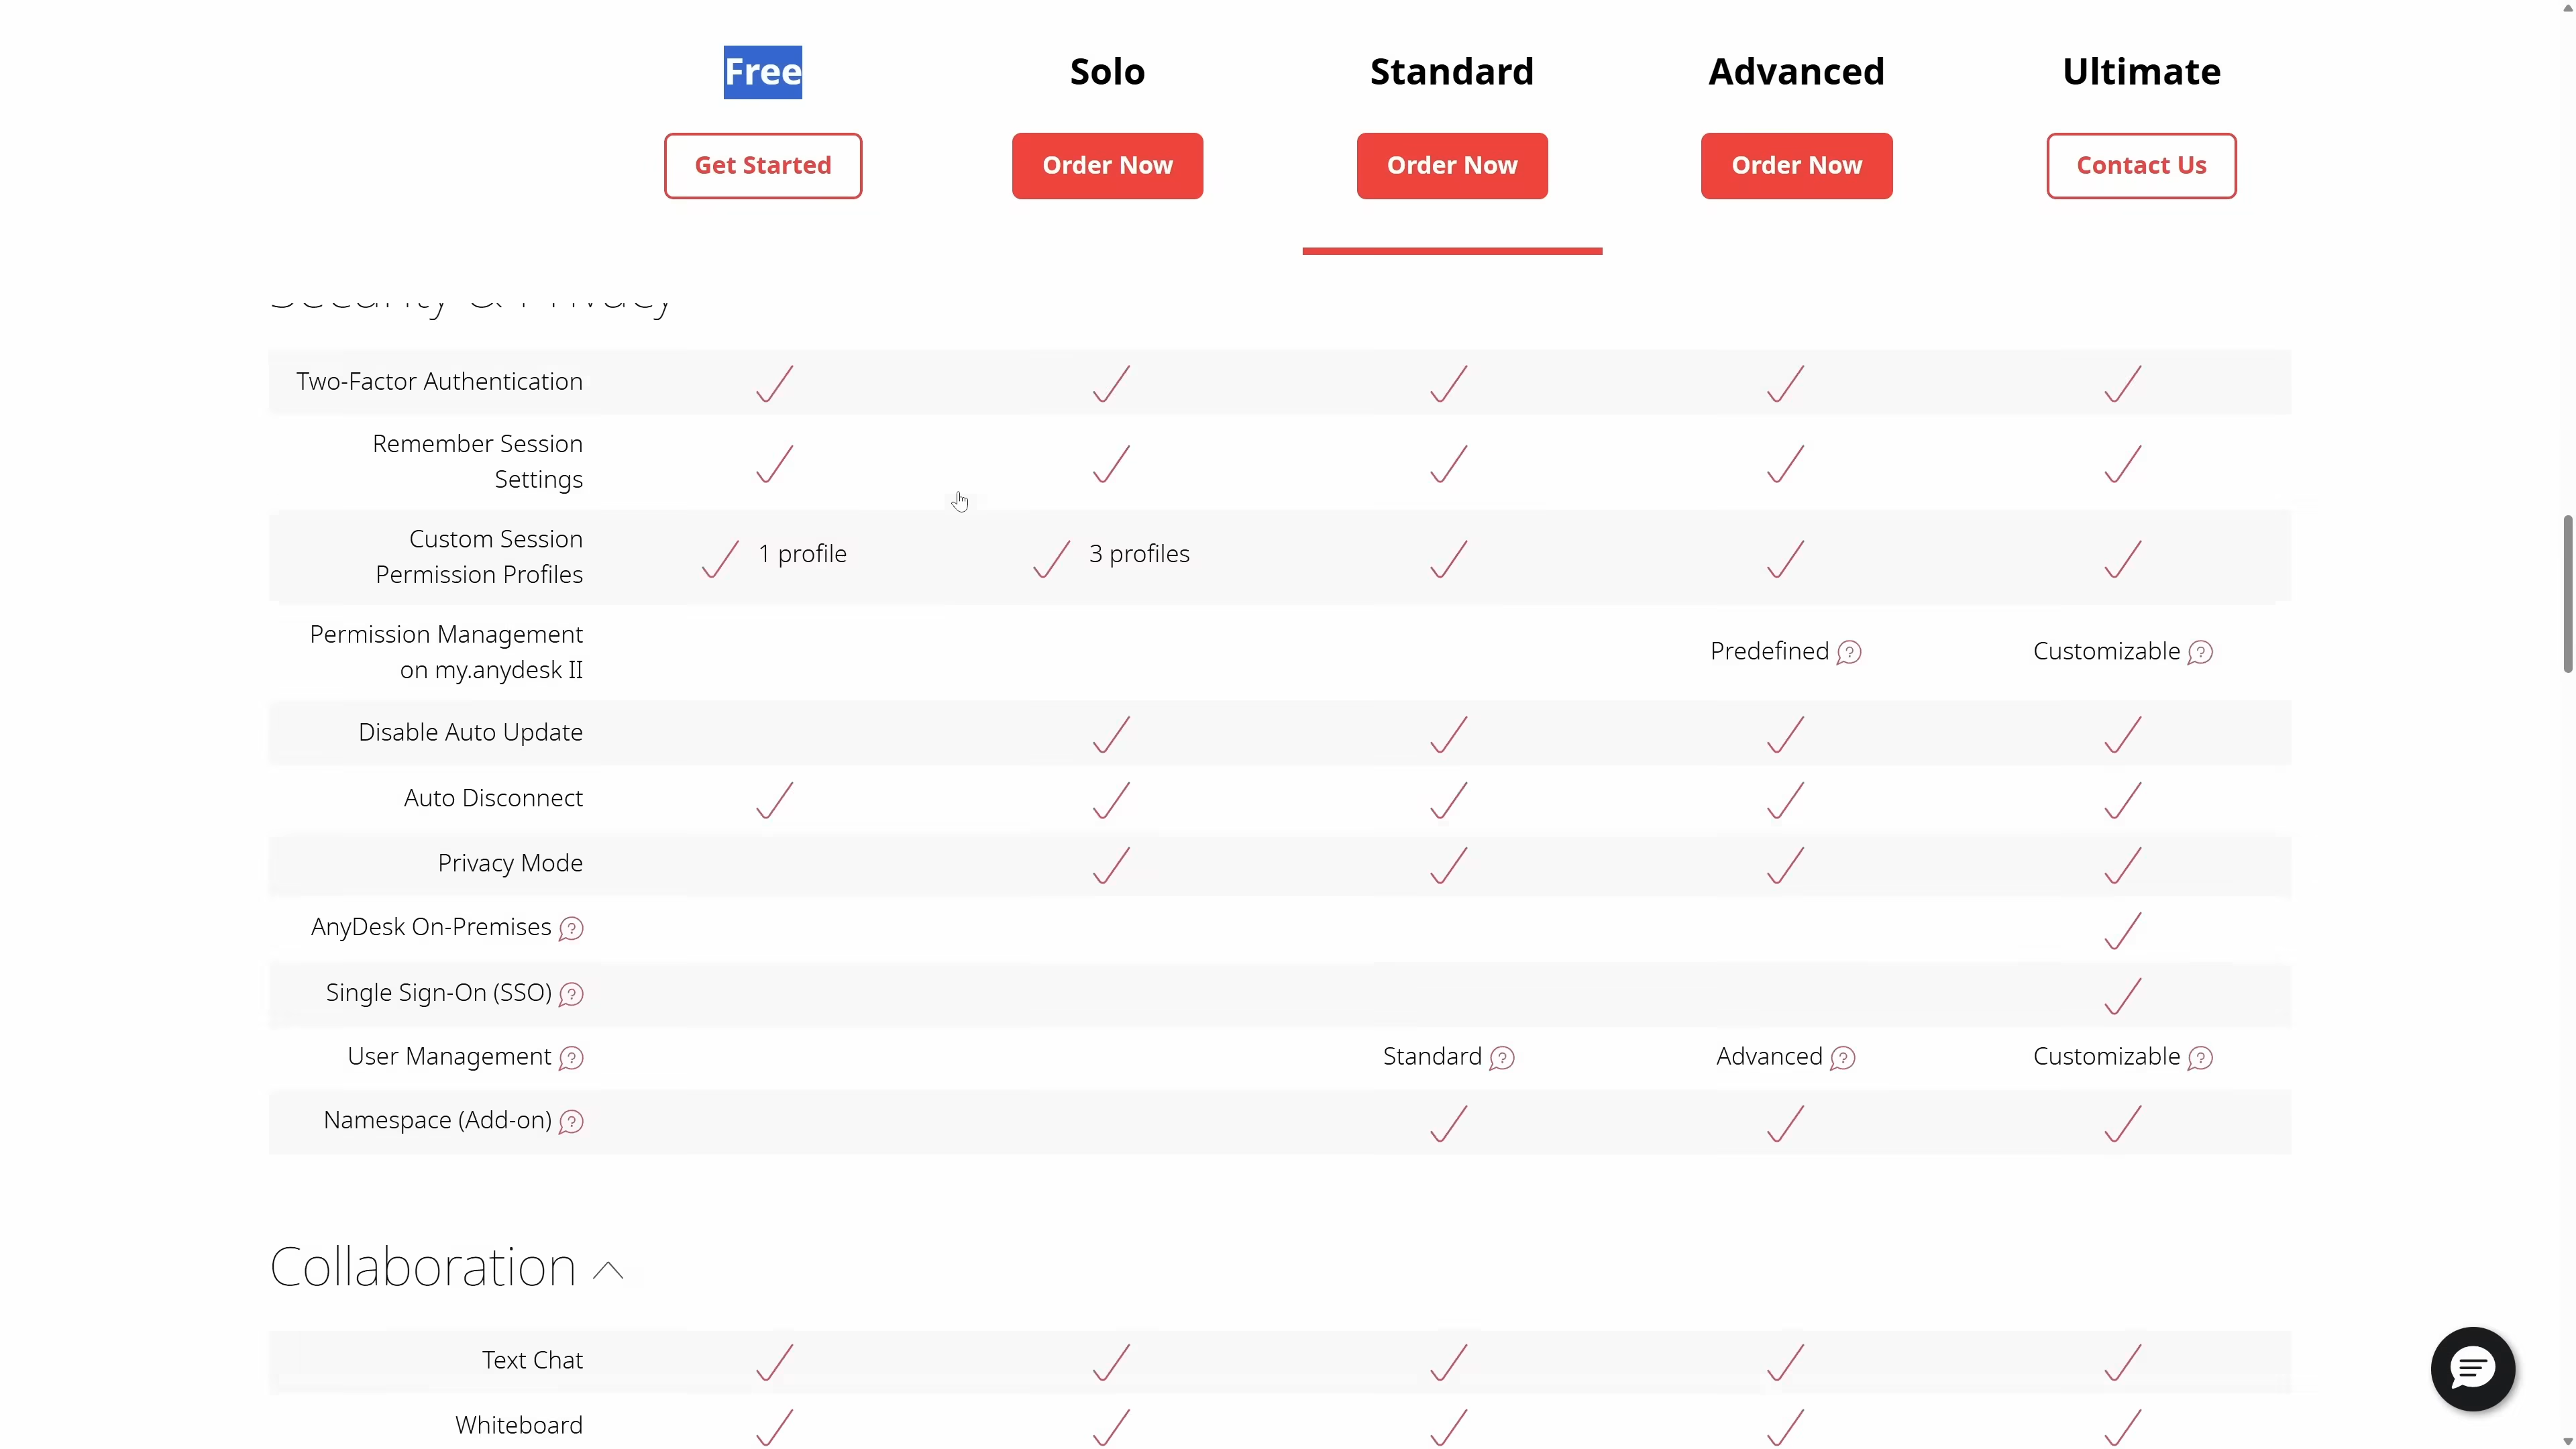 Free Solo Standard Advanced Ultimate
Get Started Order Now Order Now Order Now Contact Us
Security & Privacy
Two-Factor Authentication
Remember Session
Settings
Custom Session
Permission Profiles
1 profile 3 profiles
Permission Management
on my.anydesk II
Predefined Customizable
Disable Auto Update
Auto Disconnect
Privacy Mode
AnyDesk On-Premises
Single Sign-On (SSO)
User Management Standard Advanced Customizable
Namespace (Add-on)
Collaboration
Text Chat
Whiteboard